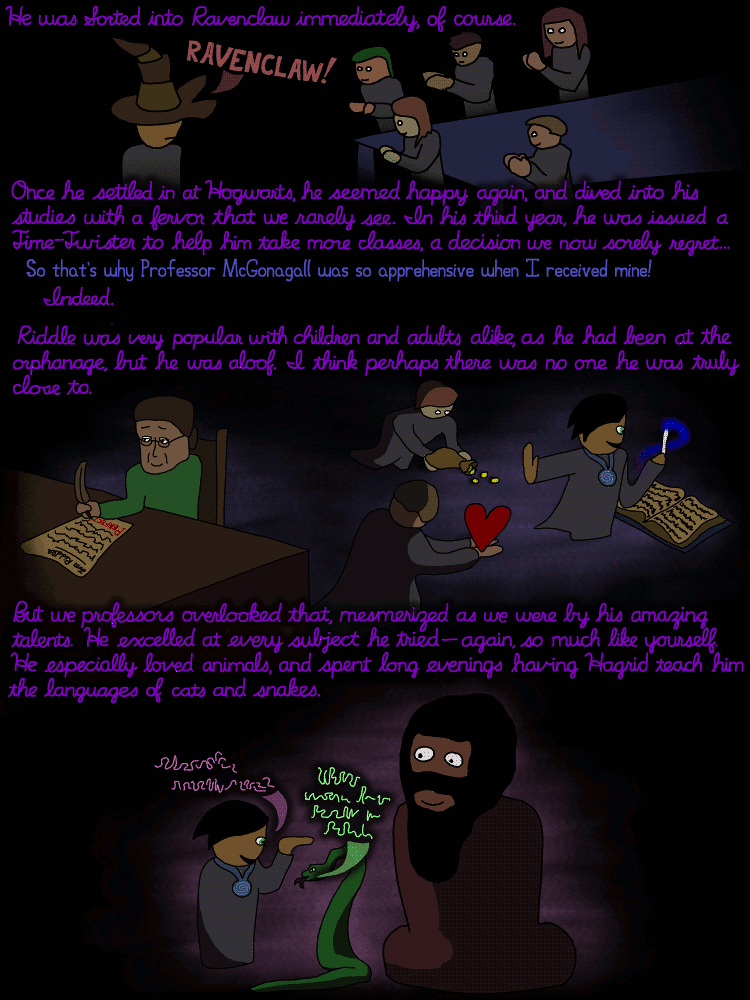 He was Sorted into Ravenclaw immediately, of course.
RAVENCLAW!
Once he settled in at Hogwarts, he seemed happy again, and dived into his
studies with a fervor that we rarely see. In his third year, he was issued a
Time-Twister to help him take more classes, a decision we now sorely regret...
So that's why Professor McGonagall was so apprehensive when I received mine!
Indeed.
Riddle was very popular with children and adults alike, as he had been at the
orphanage, but he was aloof. I think perhaps there was no one he was truly
close to.
Tom Riddle
But we professors overlooked that, mesmerized as we were by his amazing
talents. He excelled at every subject he tried—again, so much like yourself.
He especially loved animals, and spent long evenings having Hagrid teach him
the languages of cats and snakes.